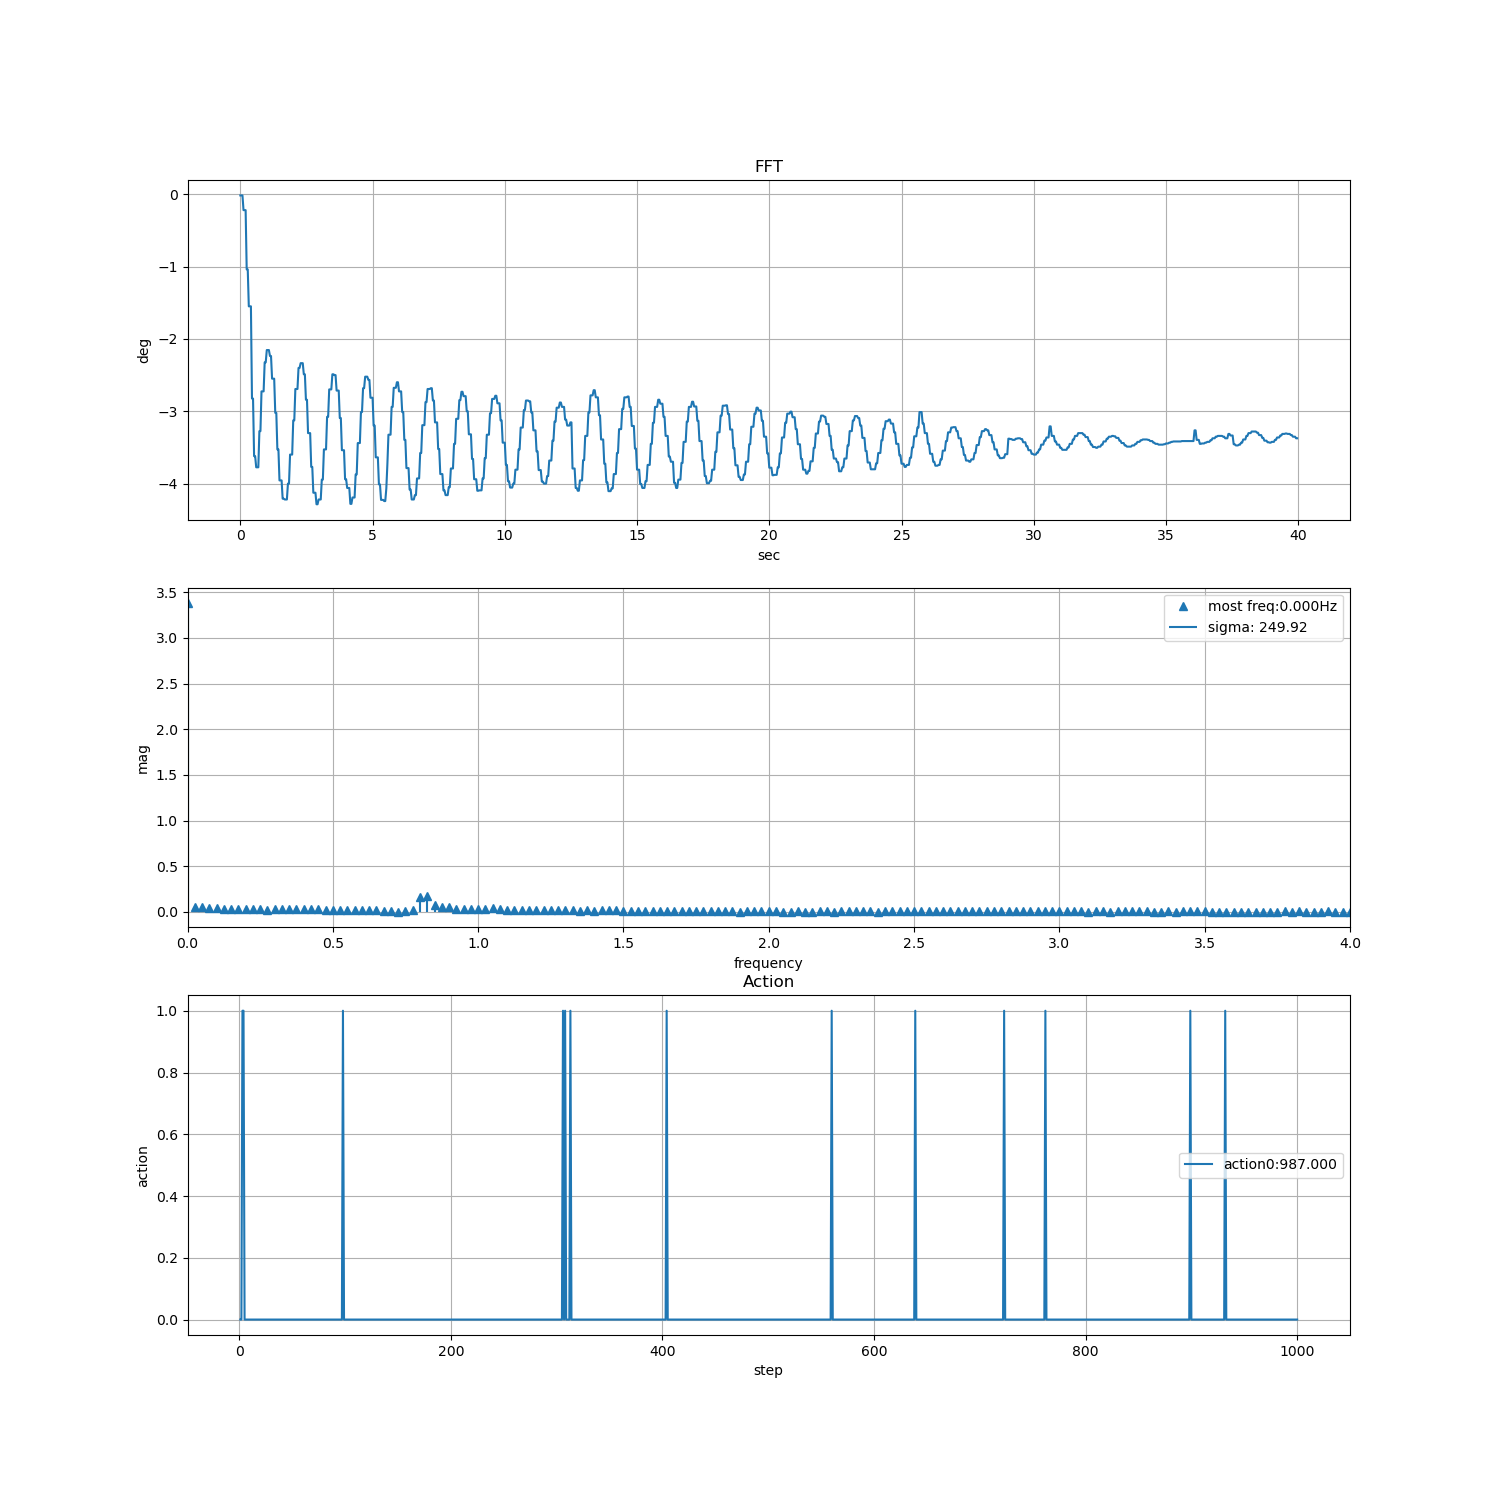 FFT
0
−1
−2
−3
−4
deg
0 5 10 15 20 25 30 35 40
sec
3.5
3.0
2.5
2.0
1.5
1.0
0.5
0.0
mag
most freq:0.000Hz
sigma: 249.92
0.0 0.5 1.0 1.5 2.0 2.5 3.0 3.5 4.0
frequency
Action
1.0
0.8
0.6
0.4
0.2
0.0
action
action0:987.000
0 200 400 600 800 1000
step